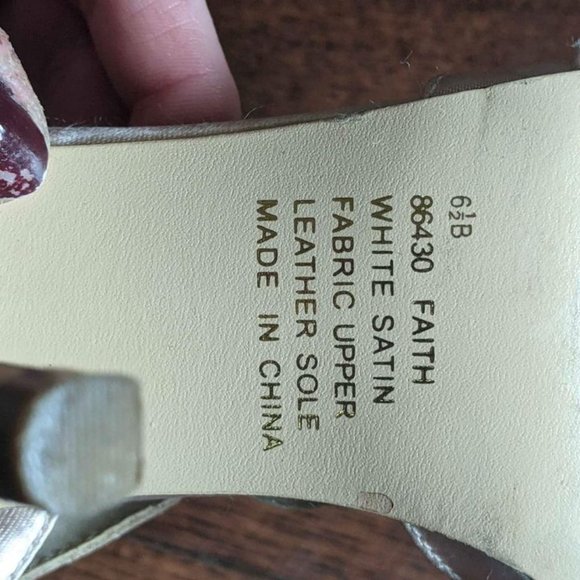 6½B
86430 FAITH
WHITE SATIN
FABRIC UPPER
LEATHER SOLE
MADE IN CHINA